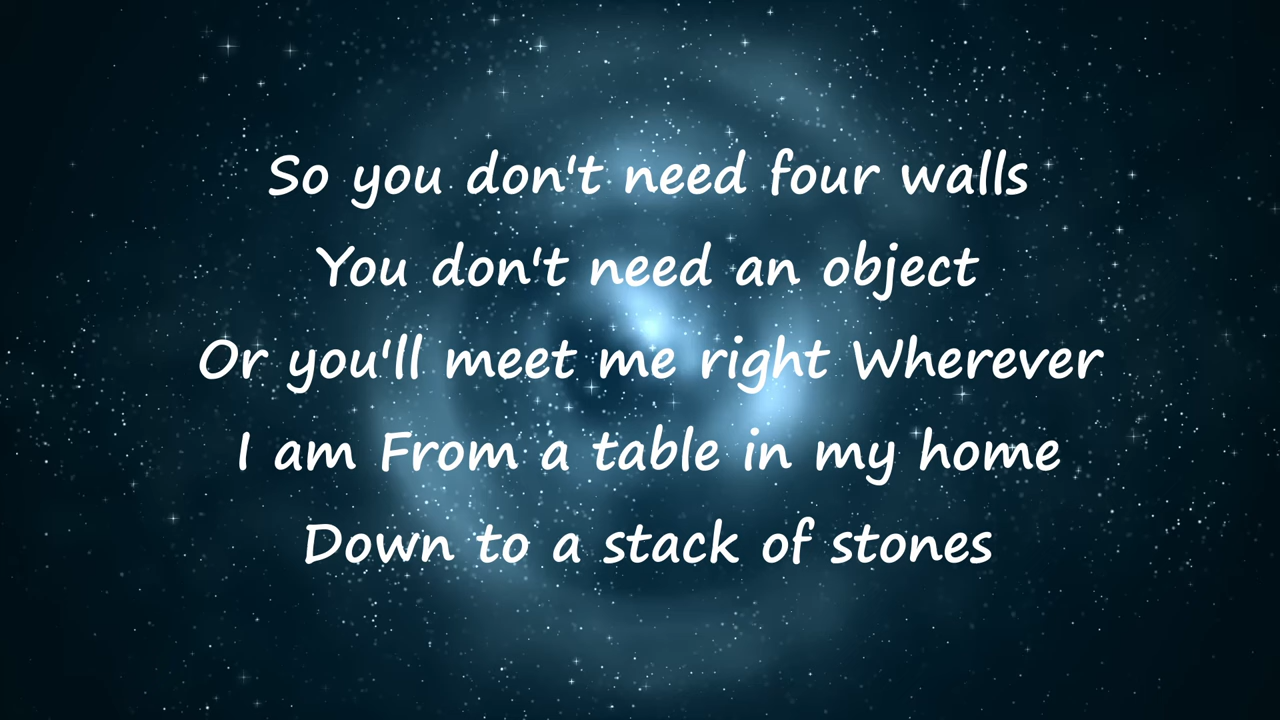 So you don't need four walls
You don't need an object
Or you'll meet me right Wherever
I am From a table in my home
Down to a stack of stones